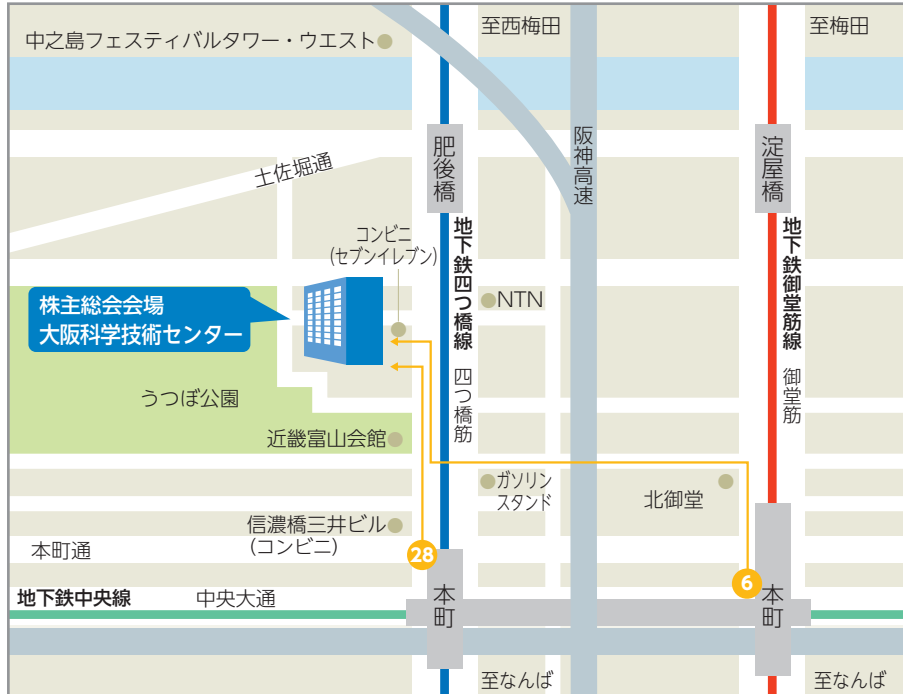 中之島フェスティバルタワー・ウエスト
至西梅田
至梅田
肥後橋
阪神高速
淀屋橋
土佐堀通
コンビニ
(セブンイレブン)
地下鉄四つ橋線
四つ橋筋
地下鉄御堂筋線
御堂筋
NTN
株主総会会場
大阪科学技術センター
うつぼ公園
近畿富山会館
ガソリン
スタンド
北御堂
信濃橋三井ビル
(コンビニ)
本町通
28
6
地下鉄中央線
中央大通
本町
本町
至なんば
至なんば